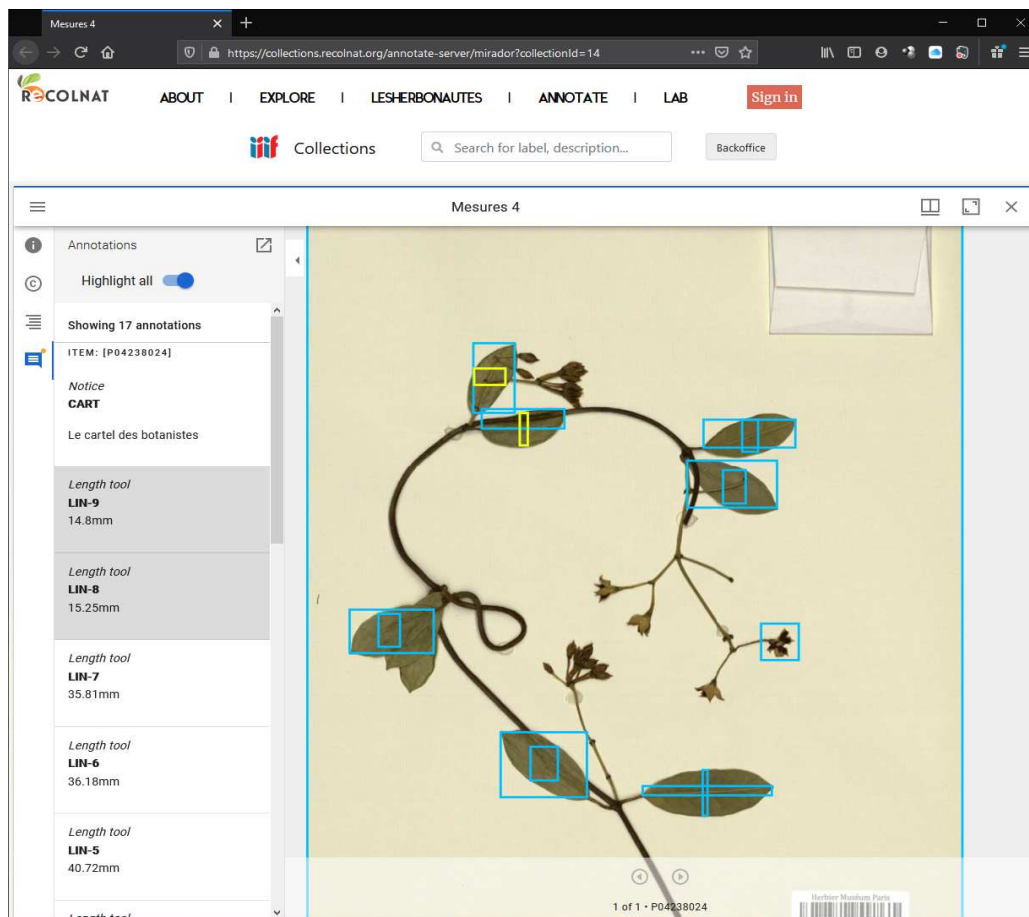 Mesures 4
https://collections.recolnat.org/annotate-server/mirador?collectionId=14
RECOLNAT
ABOUT | EXPLORE | LESHERBONAUTES | ANNOTATE | LAB
Sign in
iiif Collections
Search for label, description...
Backoffice
Mesures 4
Annotations
Highlight all
Showing 17 annotations
ITEM: [P04238024]
Notice
CART
Le cartel des botanistes
Length tool
LIN-9
14.8mm
Length tool
LIN-8
15.25mm
Length tool
LIN-7
35.81mm
Length tool
LIN-6
36.18mm
Length tool
LIN-5
40.72mm
Length tool
1 of 1 • P04238024
Herbier Muséum Paris